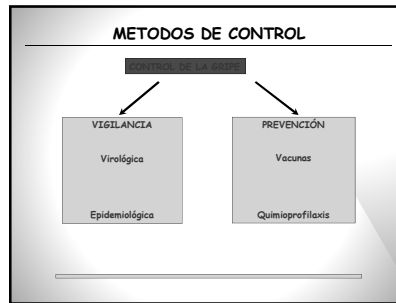 METODOS DE CONTROL
CONTROL DE LA GRIPE
VIGILANCIA
Virológica
Epidemiológica
PREVENCIÓN
Vacunas
Quimioprofilaxis